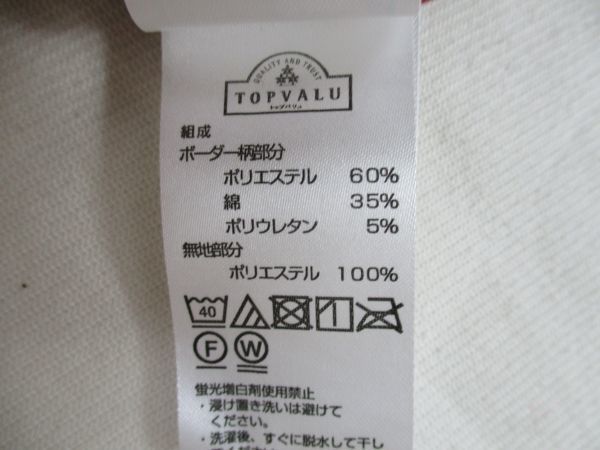 QUALITY AND TRUST
TOPVALU
トップバリュ
組成
ボーダー柄部分
ポリエステル 60%
綿 35%
ポリウレタン 5%
無地部分
ポリエステル 100%
40
F W
蛍光増白剤使用禁止
・浸け置き洗いは避けて
ください。
・洗濯後、すぐに脱水して干し